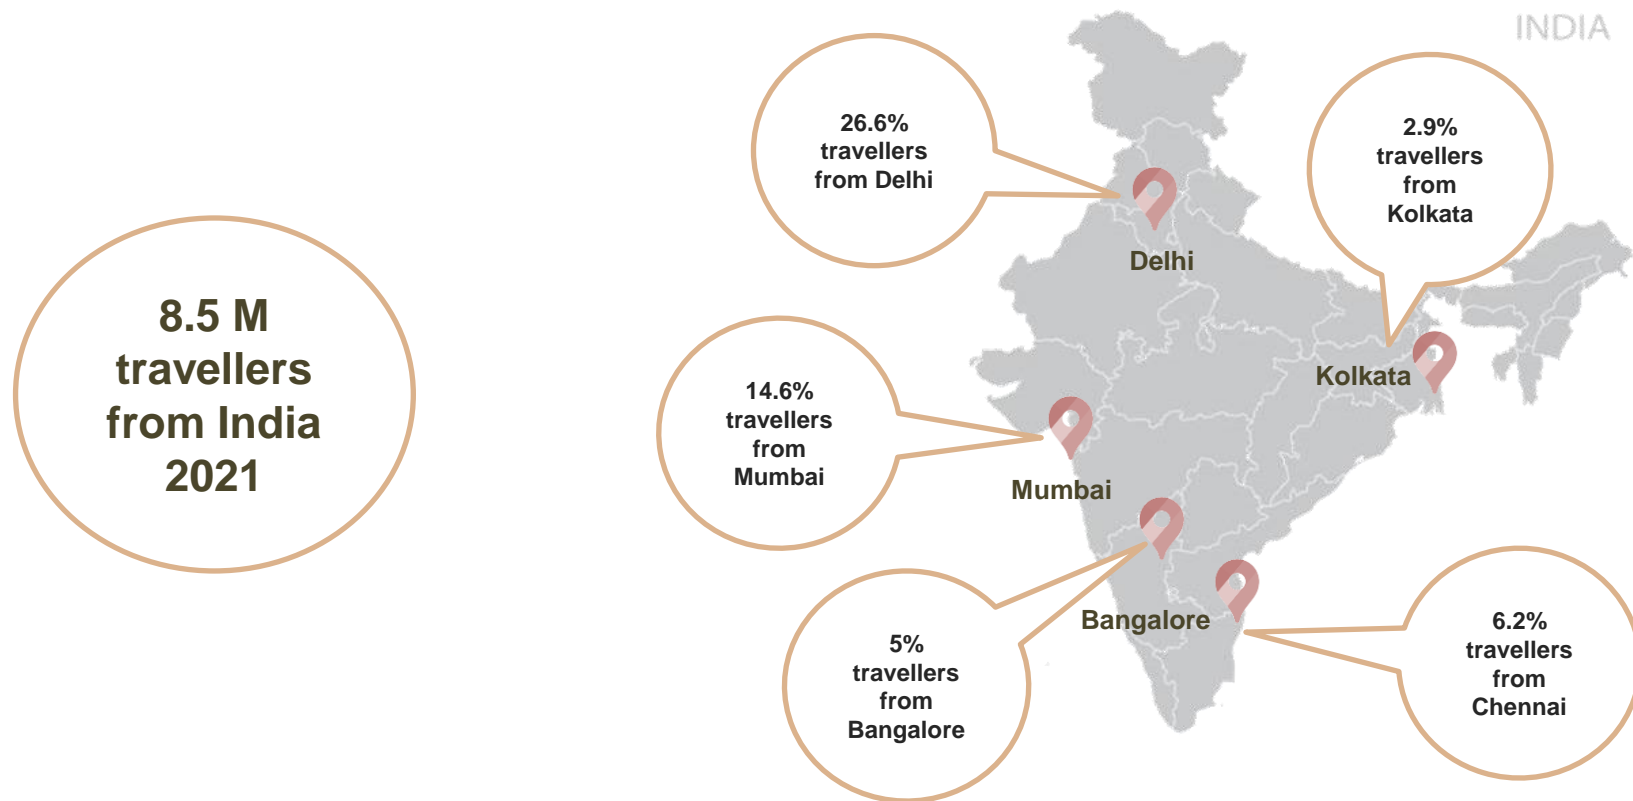 INDIA
8.5 M
travellers
from India
2021
26.6%
travellers
from Delhi
2.9%
travellers
from
Kolkata
Delhi
14.6%
travellers
from
Mumbai
Kolkata
Mumbai
Bangalore
5%
travellers
from
Bangalore
6.2%
travellers
from
Chennai